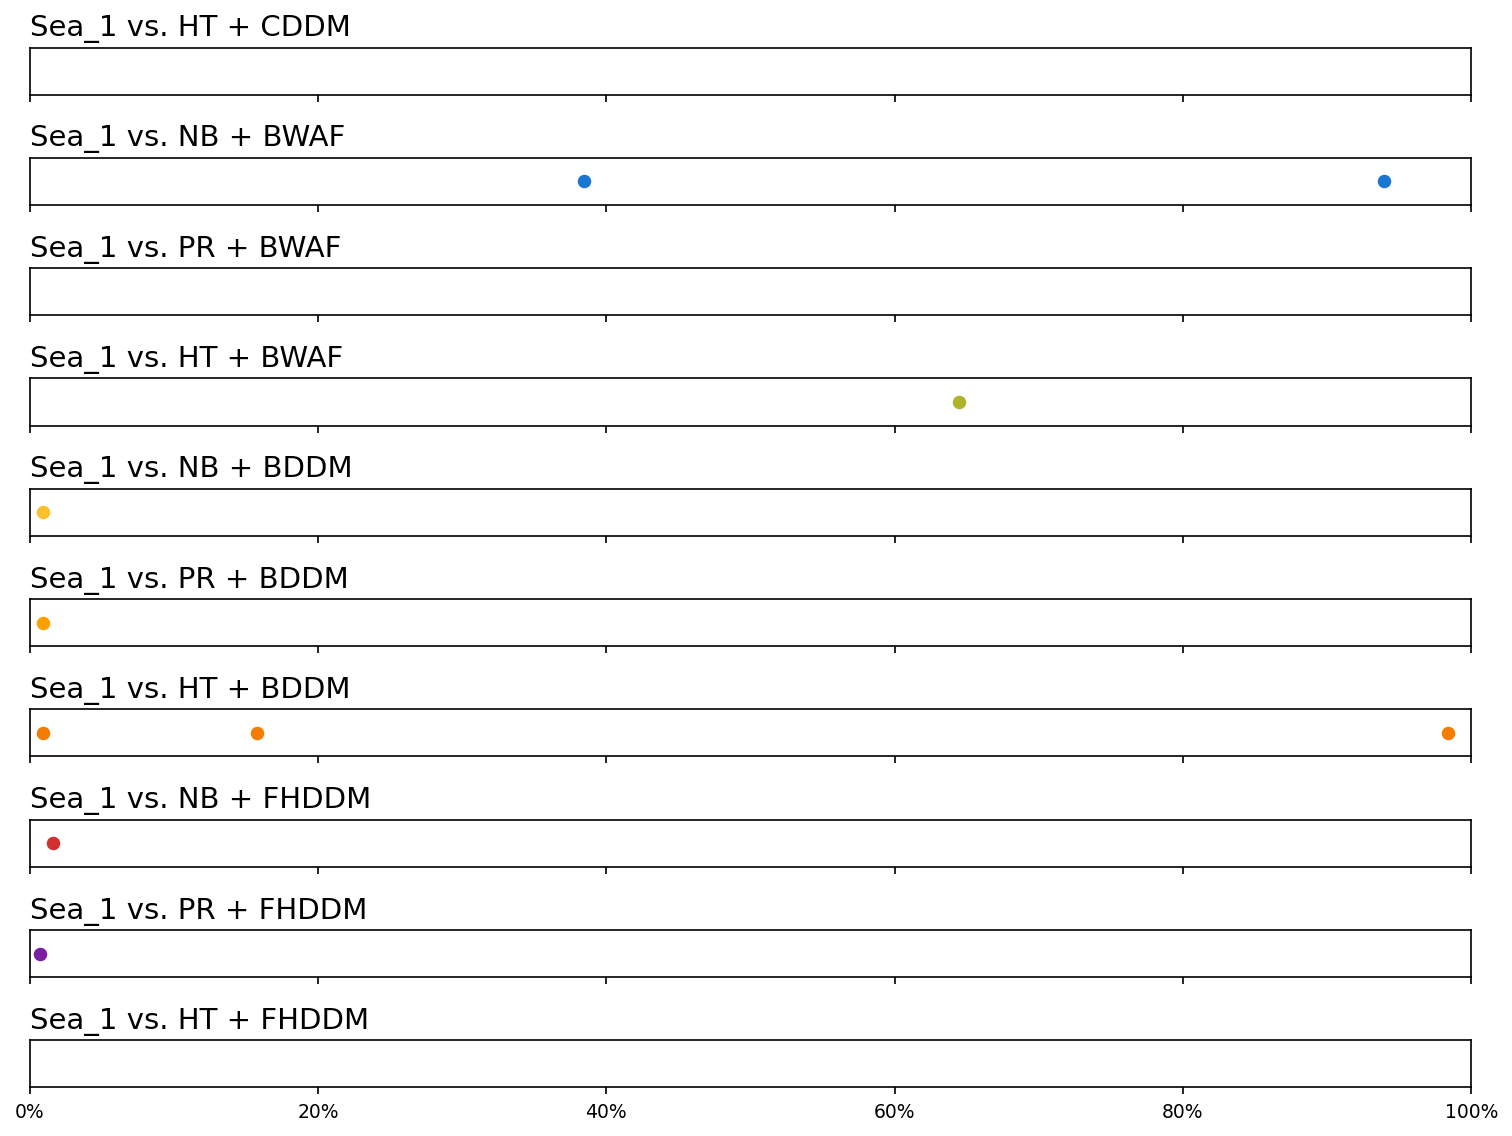 Sea_1 vs. HT + CDDM
Sea_1 vs. NB + BWAF
Sea_1 vs. PR + BWAF
Sea_1 vs. HT + BWAF
Sea_1 vs. NB + BDDM
Sea_1 vs. PR + BDDM
Sea_1 vs. HT + BDDM
Sea_1 vs. NB + FHDDM
Sea_1 vs. PR + FHDDM
Sea_1 vs. HT + FHDDM
0% 20% 40% 60% 80% 100%